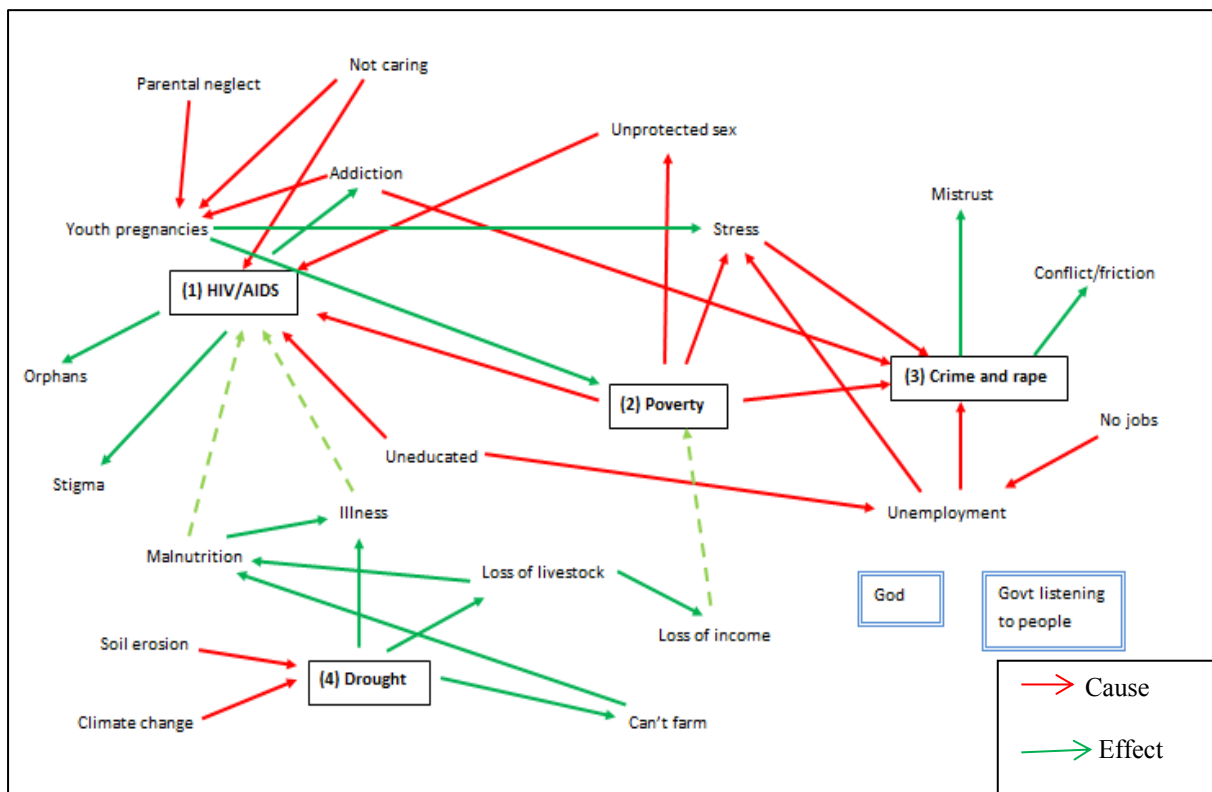 Not caring
Parental neglect
Unprotected sex
Addiction
Mistrust
Youth pregnancies
Stress
Conflict/friction
(1) HIV/AIDS
Orphans
(3) Crime and rape
(2) Poverty
No jobs
Uneducated
Stigma
Illness
Unemployment
Malnutrition
Loss of livestock
God
Govt listening
to people
Loss of income
Soil erosion
(4) Drought
Climate change
Can't farm
Cause
Effect